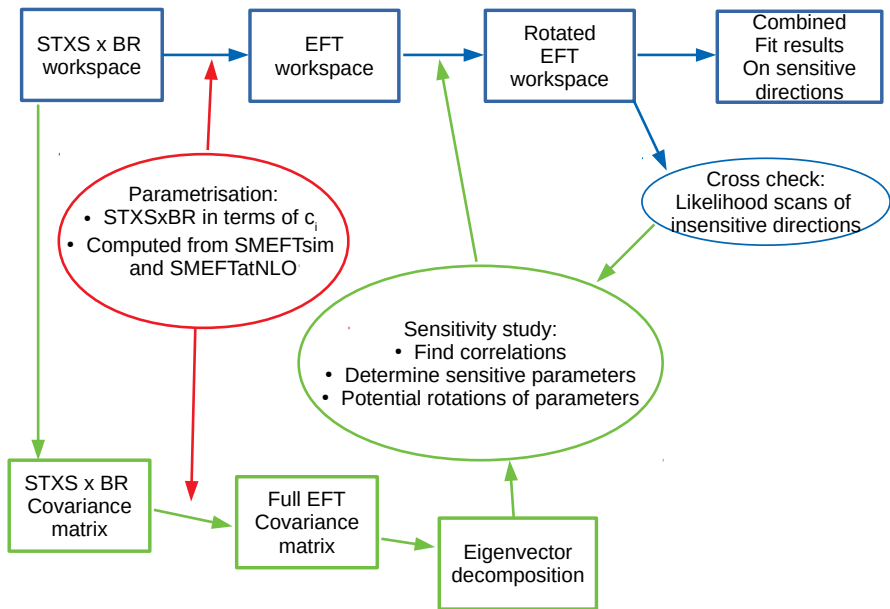 STXS x BR
workspace
EFT
workspace
Rotated
EFT
workspace
Combined
Fit results
On sensitive
directions
Parametrisation:
• STXSxBR in terms of c_i
• Computed from SMEFTsim
and SMEFTatNLO
Cross check:
Likelihood scans of
insensitive directions
Sensitivity study:
• Find correlations
• Determine sensitive parameters
• Potential rotations of parameters
STXS x BR
Covariance
matrix
Full EFT
Covariance
matrix
Eigenvector
decomposition